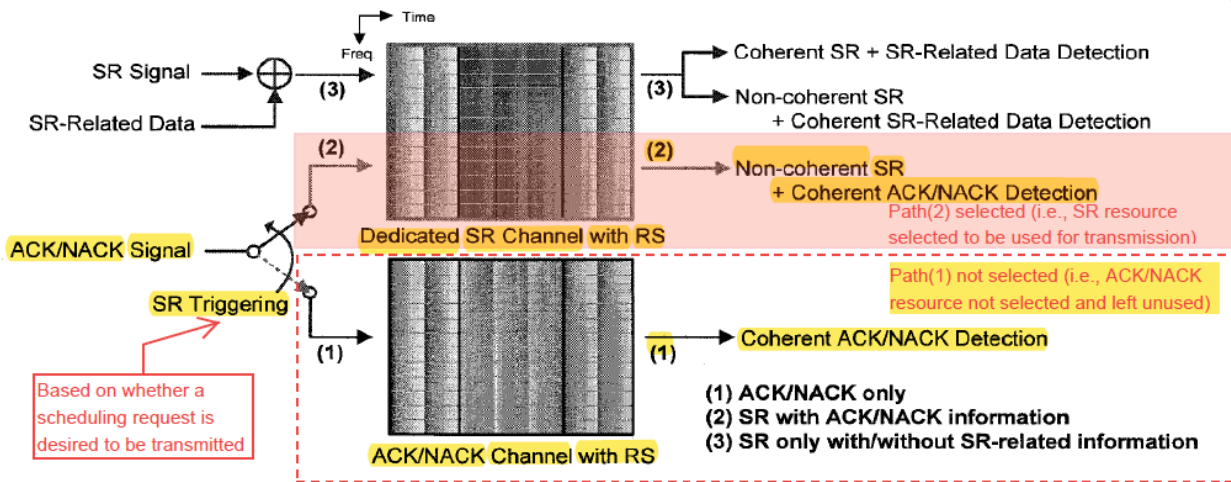 Time
Freq.
SR Signal
SR-Related Data
(3)
(3)
Coherent SR + SR-Related Data Detection
Non-coherent SR
+ Coherent SR-Related Data Detection
(2)
(2)
Non-coherent SR
+ Coherent ACK/NACK Detection
Path(2) selected (i.e., SR resource
selected to be used for transmission)
Dedicated SR Channel with RS
ACK/NACK Signal
SR Triggering
Path(1) not selected (i.e., ACK/NACK
resource not selected and left unused)
(1)
(1)
Coherent ACK/NACK Detection
Based on whether a
scheduling request is
desired to be transmitted
(1) ACK/NACK only
(2) SR with ACK/NACK information
(3) SR only with/without SR-related information
ACK/NACK Channel with RS